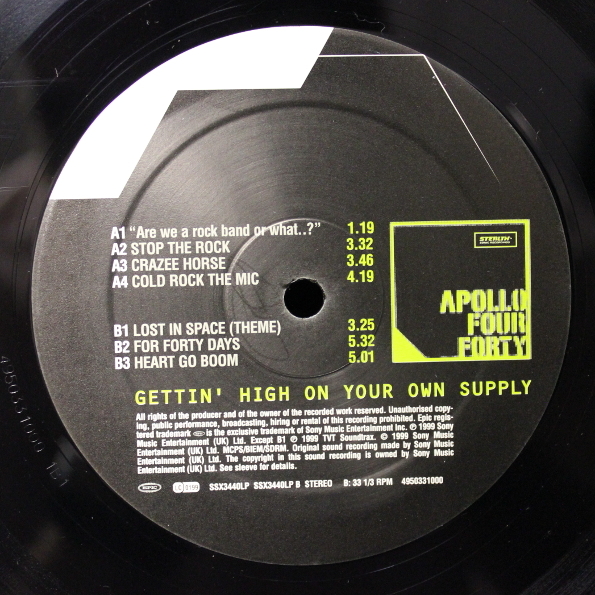 A1 “Are we a rock band or what..?” 1.19
A2 STOP THE ROCK 3.32
A3 CRAZEE HORSE 3.46
A4 COLD ROCK THE MIC 4.19
B1 LOST IN SPACE (THEME) 3.25
B2 FOR FORTY DAYS 5.32
B3 HEART GO BOOM 5.01
STEALTH
APOLLO
FOUR
FORTY
GETTIN' HIGH ON YOUR OWN SUPPLY
All rights of the producer and of the owner of the recorded work reserved. Unauthorised copy-
ing, public performance, broadcasting, hiring or rental of this recording prohibited. Epic regis-
tered trademark is the exclusive trademark of Sony Music Entertainment Inc. ℗ 1999 Sony
Music Entertainment (UK) Ltd. Except B1 ℗ 1999 TVT Soundtrax. © 1999 Sony Music
Entertainment (UK) Ltd. MCPS/BIEM/SDRM. Original sound recording made by Sony Music
Entertainment (UK) Ltd. The copyright in this sound recording is owned by Sony Music
Entertainment (UK) Ltd. See sleeve for details.
EPIC SSX3440LP SSX3440LP B STEREO B: 33 1/3 RPM 4950331000